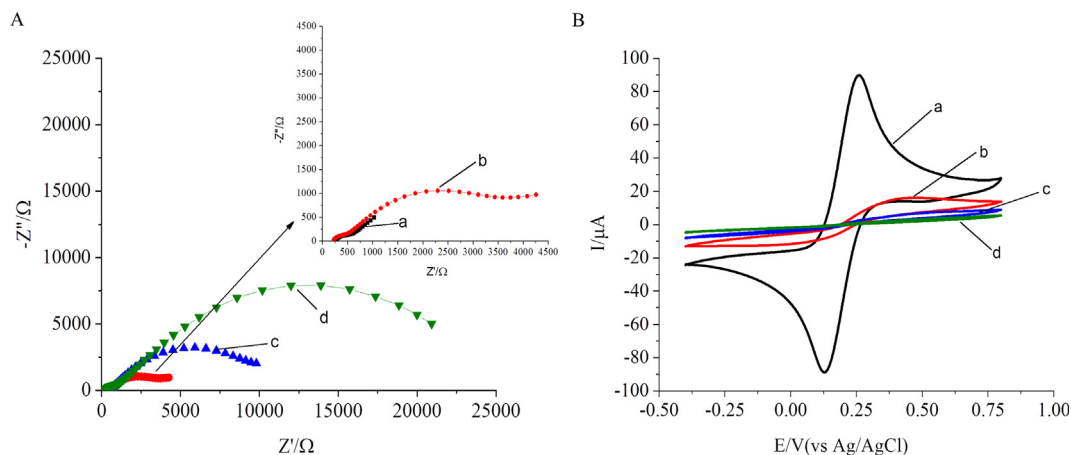 A
-Z"/Ω
25000
20000
15000
10000
5000
0
0 5000 10000 15000 20000 25000
Z'/Ω
c
d
-Z"/Ω
4500
4000
3500
3000
2500
2000
1500
1000
500
0
0 500 1000 1500 2000 2500 3000 3500 4000 4500
Z'/Ω
a
b
B
I/μA
100
80
60
40
20
0
-20
-40
-60
-80
-100
-0.50 -0.25 0.00 0.25 0.50 0.75 1.00
E/V(vs Ag/AgCl)
a
b
c
d